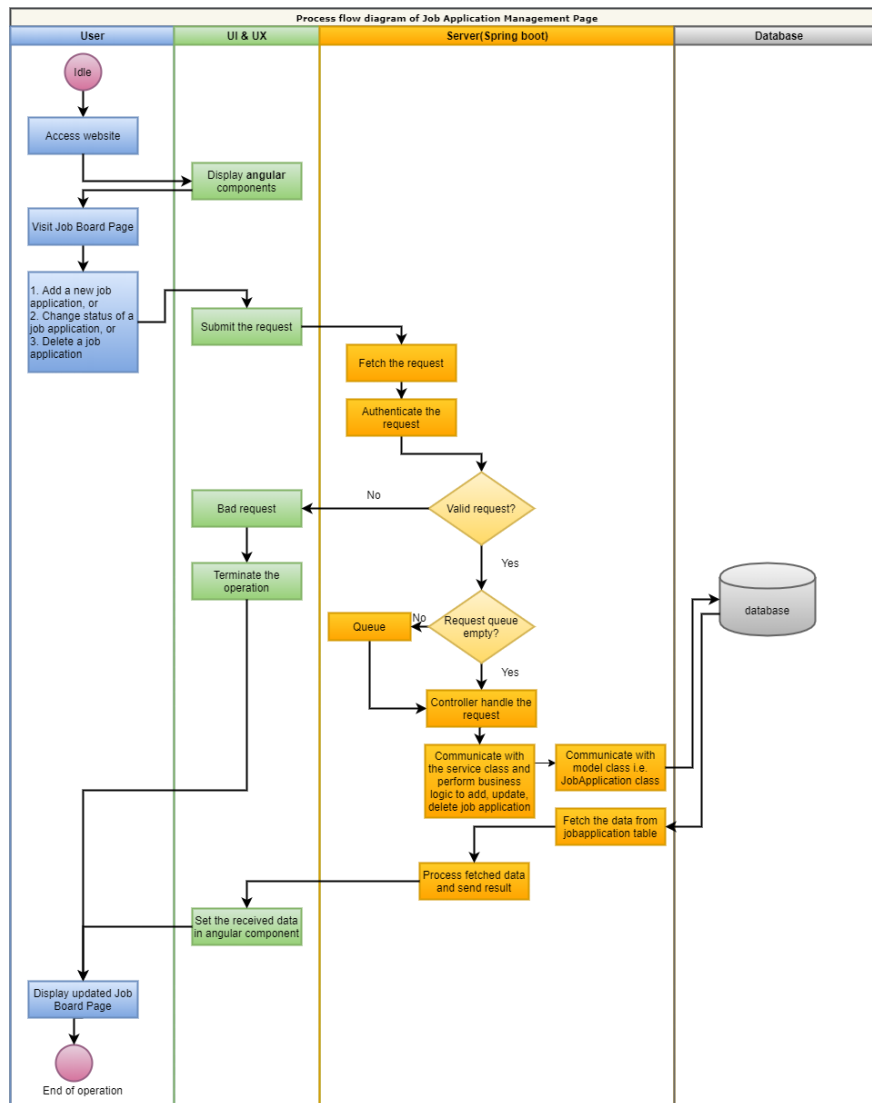 Process flow diagram of Job Application Management Page
User
UI & UX
Server(Spring boot)
Database
Idle
Access website
Display angular
components
Visit Job Board Page
1. Add a new job
application, or
2. Change status of a
job application, or
3. Delete a job
application
Submit the request
Fetch the request
Authenticate the
request
Valid request?
No
Bad request
Yes
Terminate the
operation
database
Request queue
empty?
No
Queue
Yes
Controller handle the
request
Communicate with
the service class and
perform business
logic to add, update,
delete job application
Communicate with
model class i.e.
JobApplication class
Fetch the data from
jobapplication table
Process fetched data
and send result
Set the received data
in angular component
Display updated Job
Board Page
End of operation